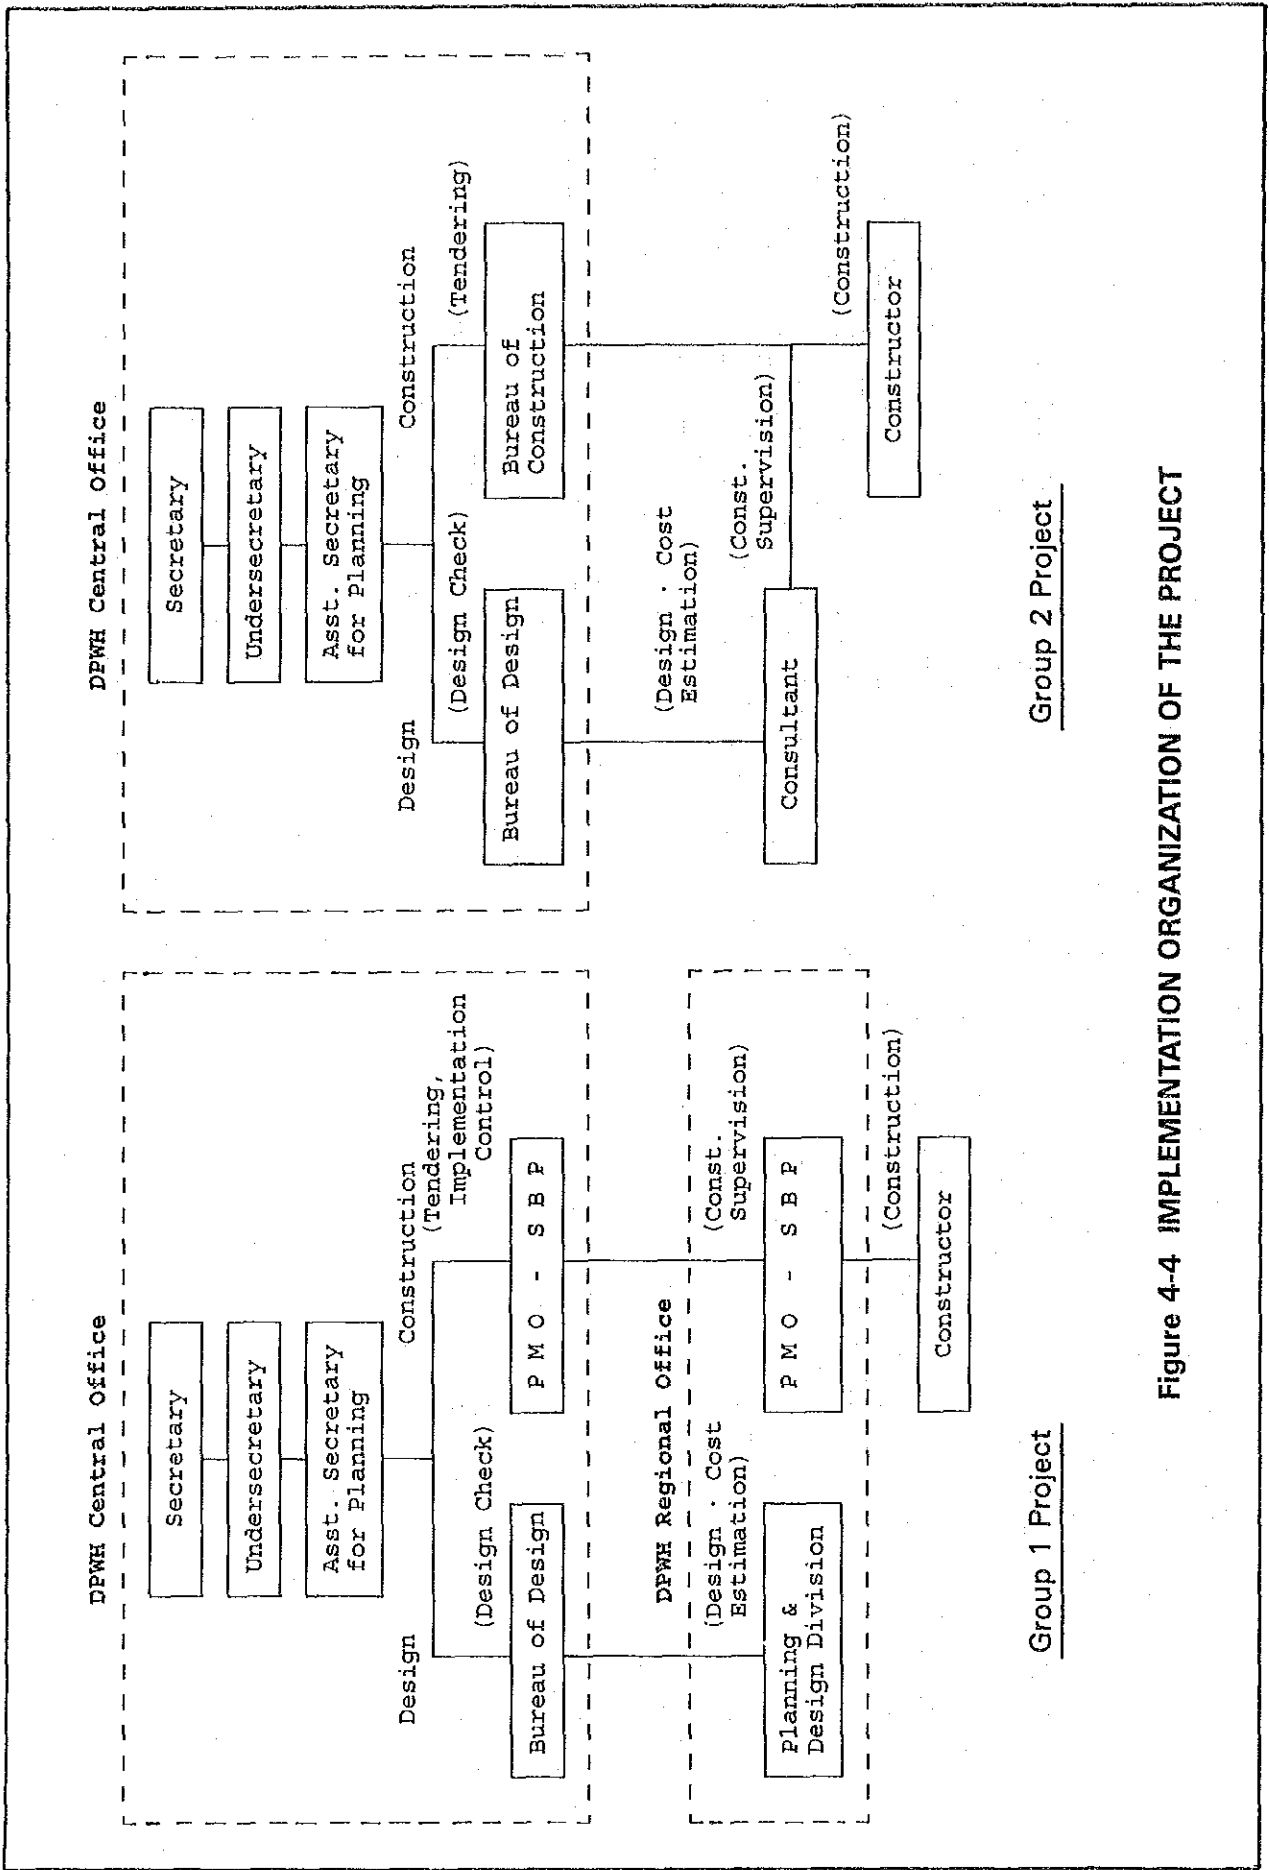 DPWH Central Office
Secretary
Undersecretary
Asst. Secretary
for Planning
Design
Construction
(Design Check)
(Tendering,
Implementation
Control)
Bureau of Design
P M O - S B P
DPWH Regional Office
(Design · Cost
Estimation)
(Const.
Supervision)
Planning &
Design Division
P M O - S B P
(Construction)
Constructor
Group 1 Project
DPWH Central Office
Secretary
Undersecretary
Asst. Secretary
for Planning
Design
Construction
(Design Check)
(Tendering)
Bureau of Design
Bureau of
Construction
(Design · Cost
Estimation)
(Const.
Supervision)
Consultant
(Construction)
Constructor
Group 2 Project
Figure 4-4 IMPLEMENTATION ORGANIZATION OF THE PROJECT